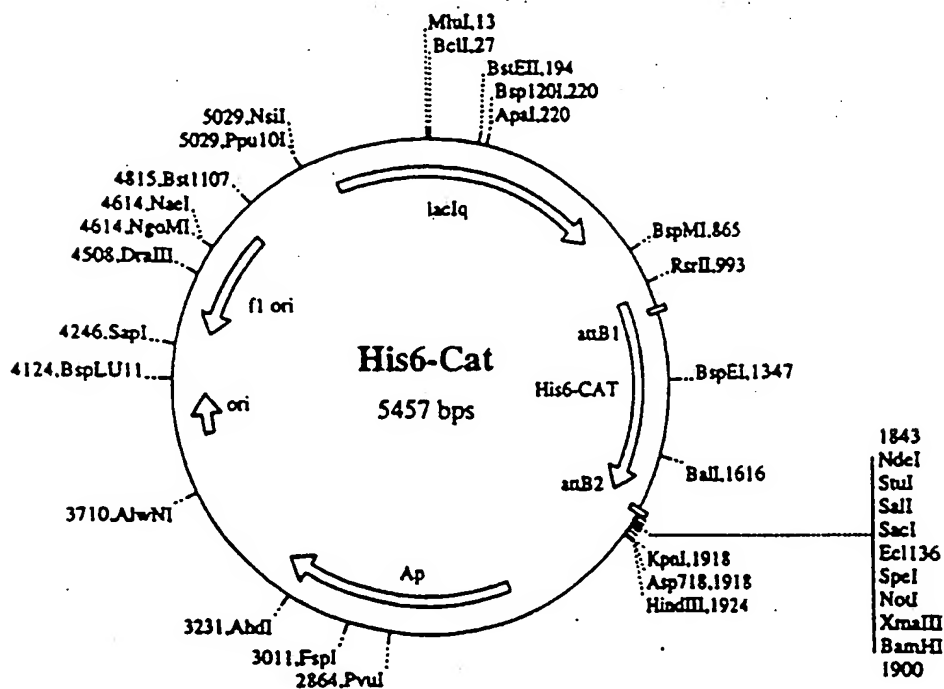 MluI,13
BclI,27
BstEII,194
Bsp120I,220
ApaI,220
5029,NsiI
5029,Ppu10I
4815,Bst1107
4614,NaeI
4614,NgoMI
4508,DraIII
lacIq
BspMI,865
RsrII,993
f1 ori
attB1
4246,SapI
4124,BspLU11
His6-Cat
5457 bps
His6-CAT
BspEI,1347
ori
attB2
BalI,1616
1843
NdeI
StuI
SalI
SacI
Ecl136
SpeI
NotI
XmaIII
BamHI
1900
3710,AlwNI
KpnI,1918
Asp718,1918
HindIII,1924
Ap
3231,AhdI
3011,FspI
2864,PvuI